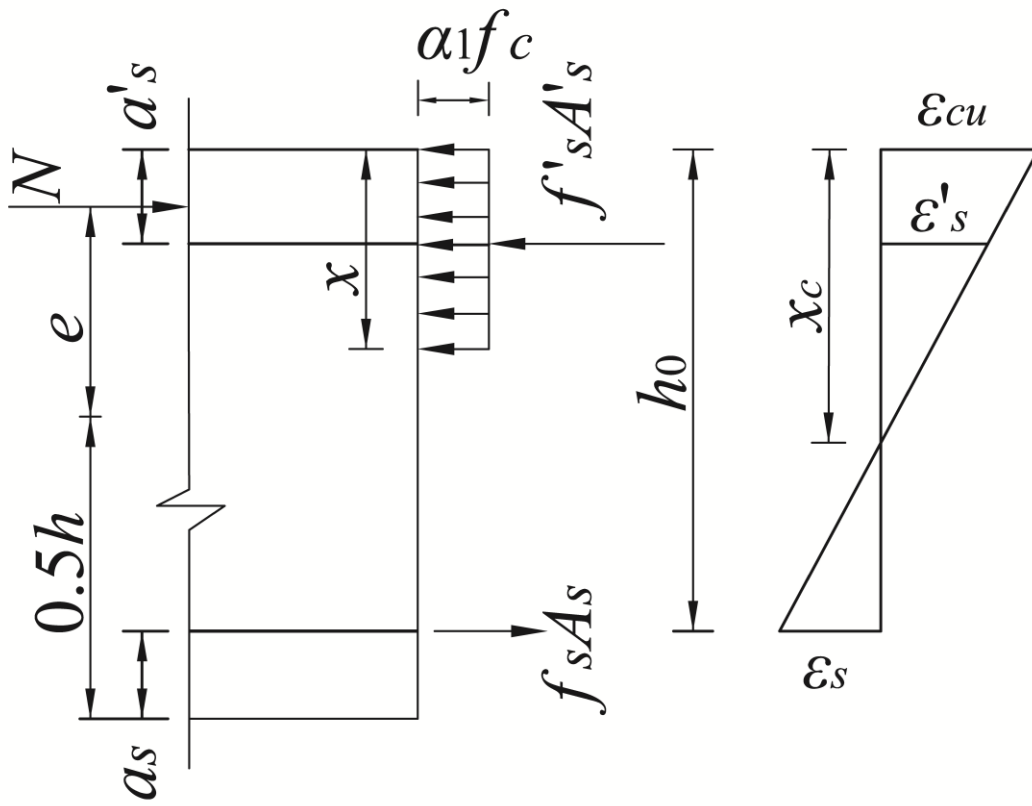 α1fc
a's
N
f'sA's
εcu
ε's
x
xc
e
h0
0.5h
fsAs
εs
as